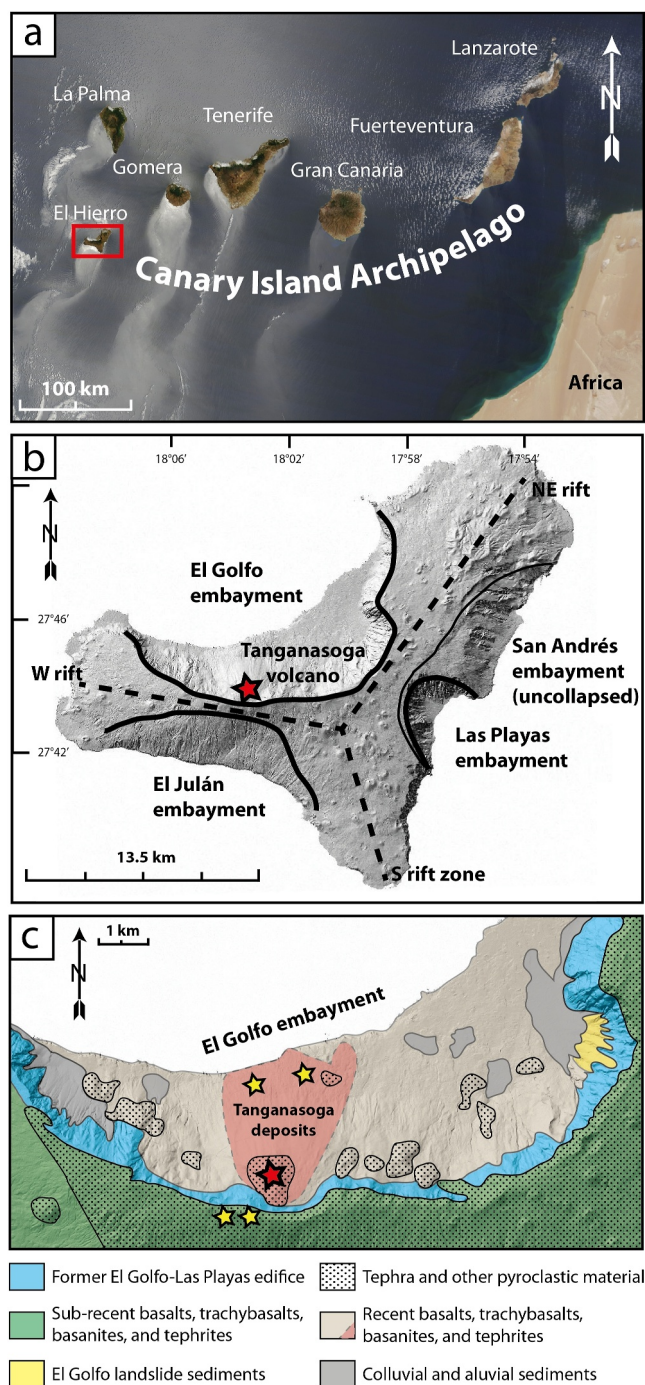 a
Lanzarote
La Palma
N
Tenerife
Fuerteventura
Gomera
Gran Canaria
El Hierro
Canary Island Archipelago
100 km
Africa
b
18°06′
18°02′
17°58′
17°54′
NE rift
N
El Golfo
embayment
27°46′
Tanganasoga
volcano
San Andrés
embayment
(uncollapsed)
W rift
Las Playas
embayment
27°42′
El Julán
embayment
13.5 km
S rift zone
c
1 km
N
El Golfo embayment
Tanganasoga
deposits
Former El Golfo-Las Playas edifice
Tephra and other pyroclastic material
Sub-recent basalts, trachybasalts,
basanites, and tephrites
Recent basalts, trachybasalts,
basanites, and tephrites
El Golfo landslide sediments
Colluvial and aluvial sediments